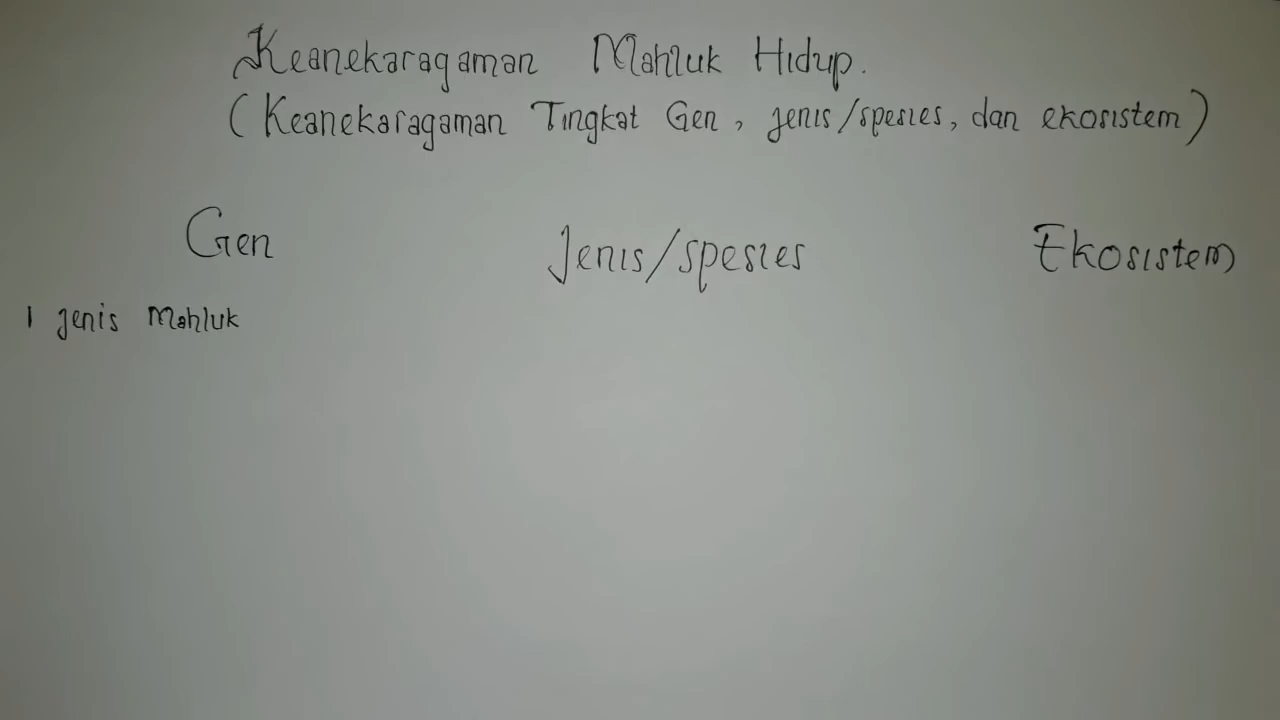 Keanekaragaman Mahluk Hidup.
(Keanekaragaman Tingkat Gen, jenis/spesies, dan ekosistem)
Gen Jenis/spesies Ekosistem
1 jenis Mahluk